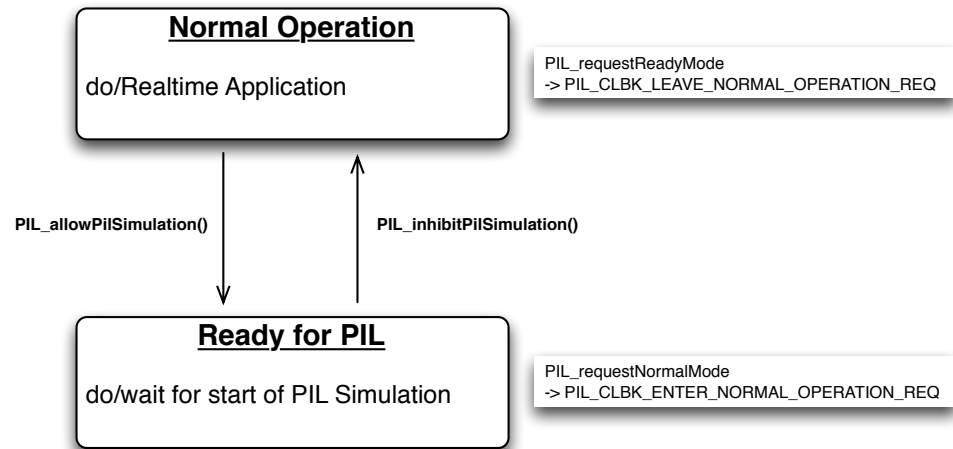 Normal Operation
do/Realtime Application
PIL_requestReadyMode
-> PIL_CLBK_LEAVE_NORMAL_OPERATION_REQ
PIL_allowPilSimulation()
PIL_inhibitPilSimulation()
Ready for PIL
do/wait for start of PIL Simulation
PIL_requestNormalMode
-> PIL_CLBK_ENTER_NORMAL_OPERATION_REQ